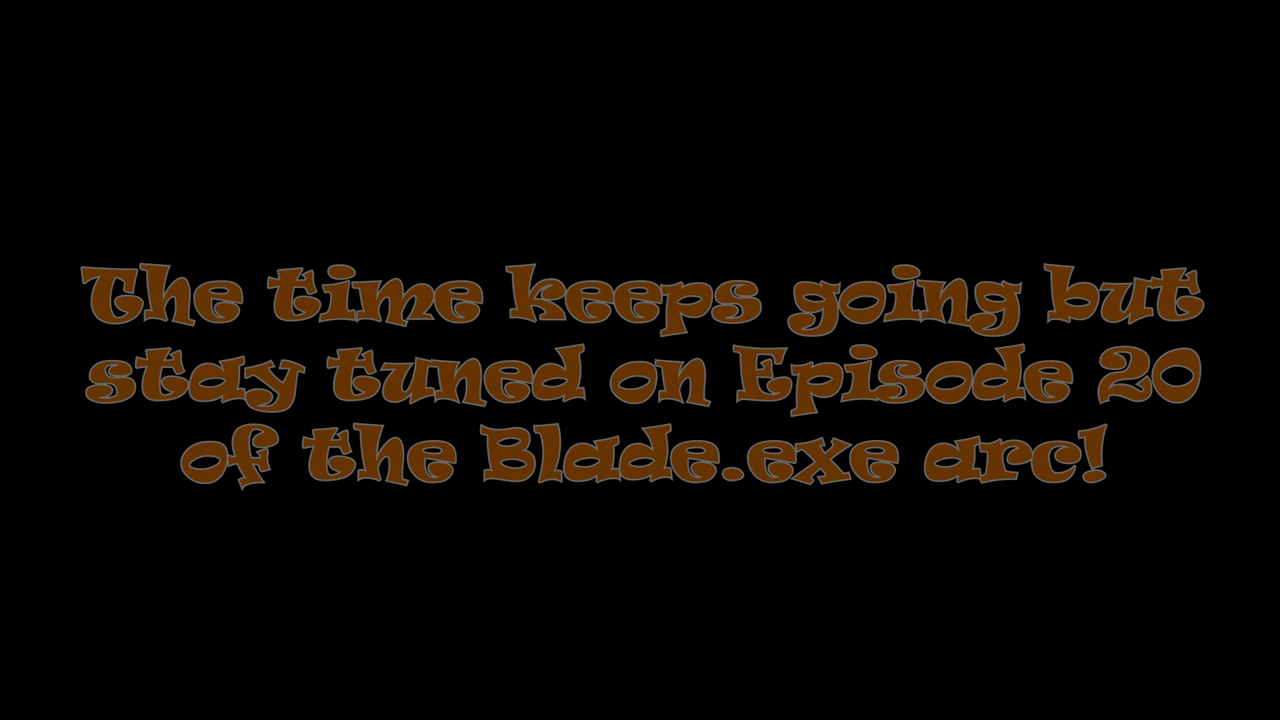 The time keeps going but
stay tuned on Episode 20
of the Blade.exe arc!